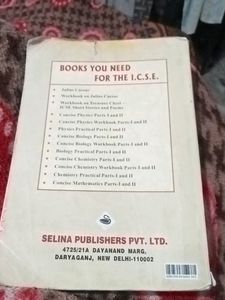 BOOKS YOU NEED
FOR THE I.C.S.E.
Julius Caesar
Workbook on Julius Caesar
Workbook on Treasure Chest -
ICSE Short Stories and Poems
Concise Physics Parts-I and II
Concise Physics Workbook Parts-I and II
Physics Practical Parts-I and II
Concise Biology Parts-I and II
Concise Biology Workbook Parts-I and II
Biology Practical Parts-I and II
Concise Chemistry Parts-I and II
Concise Chemistry Workbook Parts-I and II
Chemistry Practical Parts-I and II
Concise Mathematics Parts-I and II
SELINA PUBLISHERS PVT. LTD.
4725/21A DAYANAND MARG,
DARYAGANJ, NEW DELHI-110002